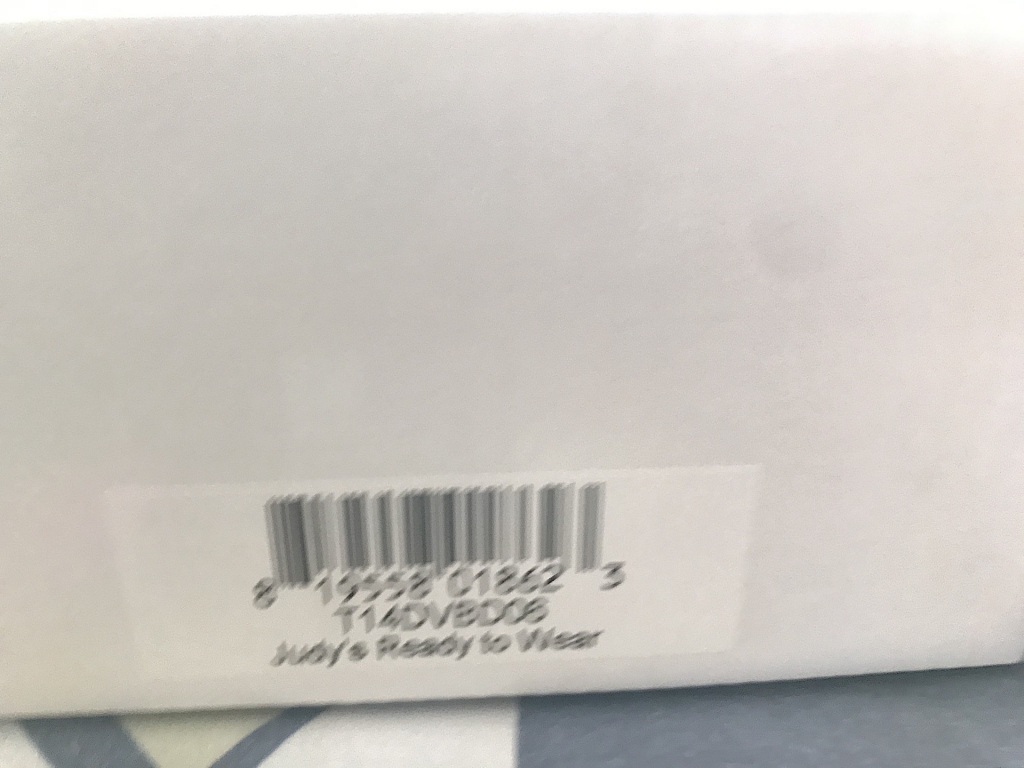 8 19558 01862 3
T14DVBD06
Judy's Ready to Wear